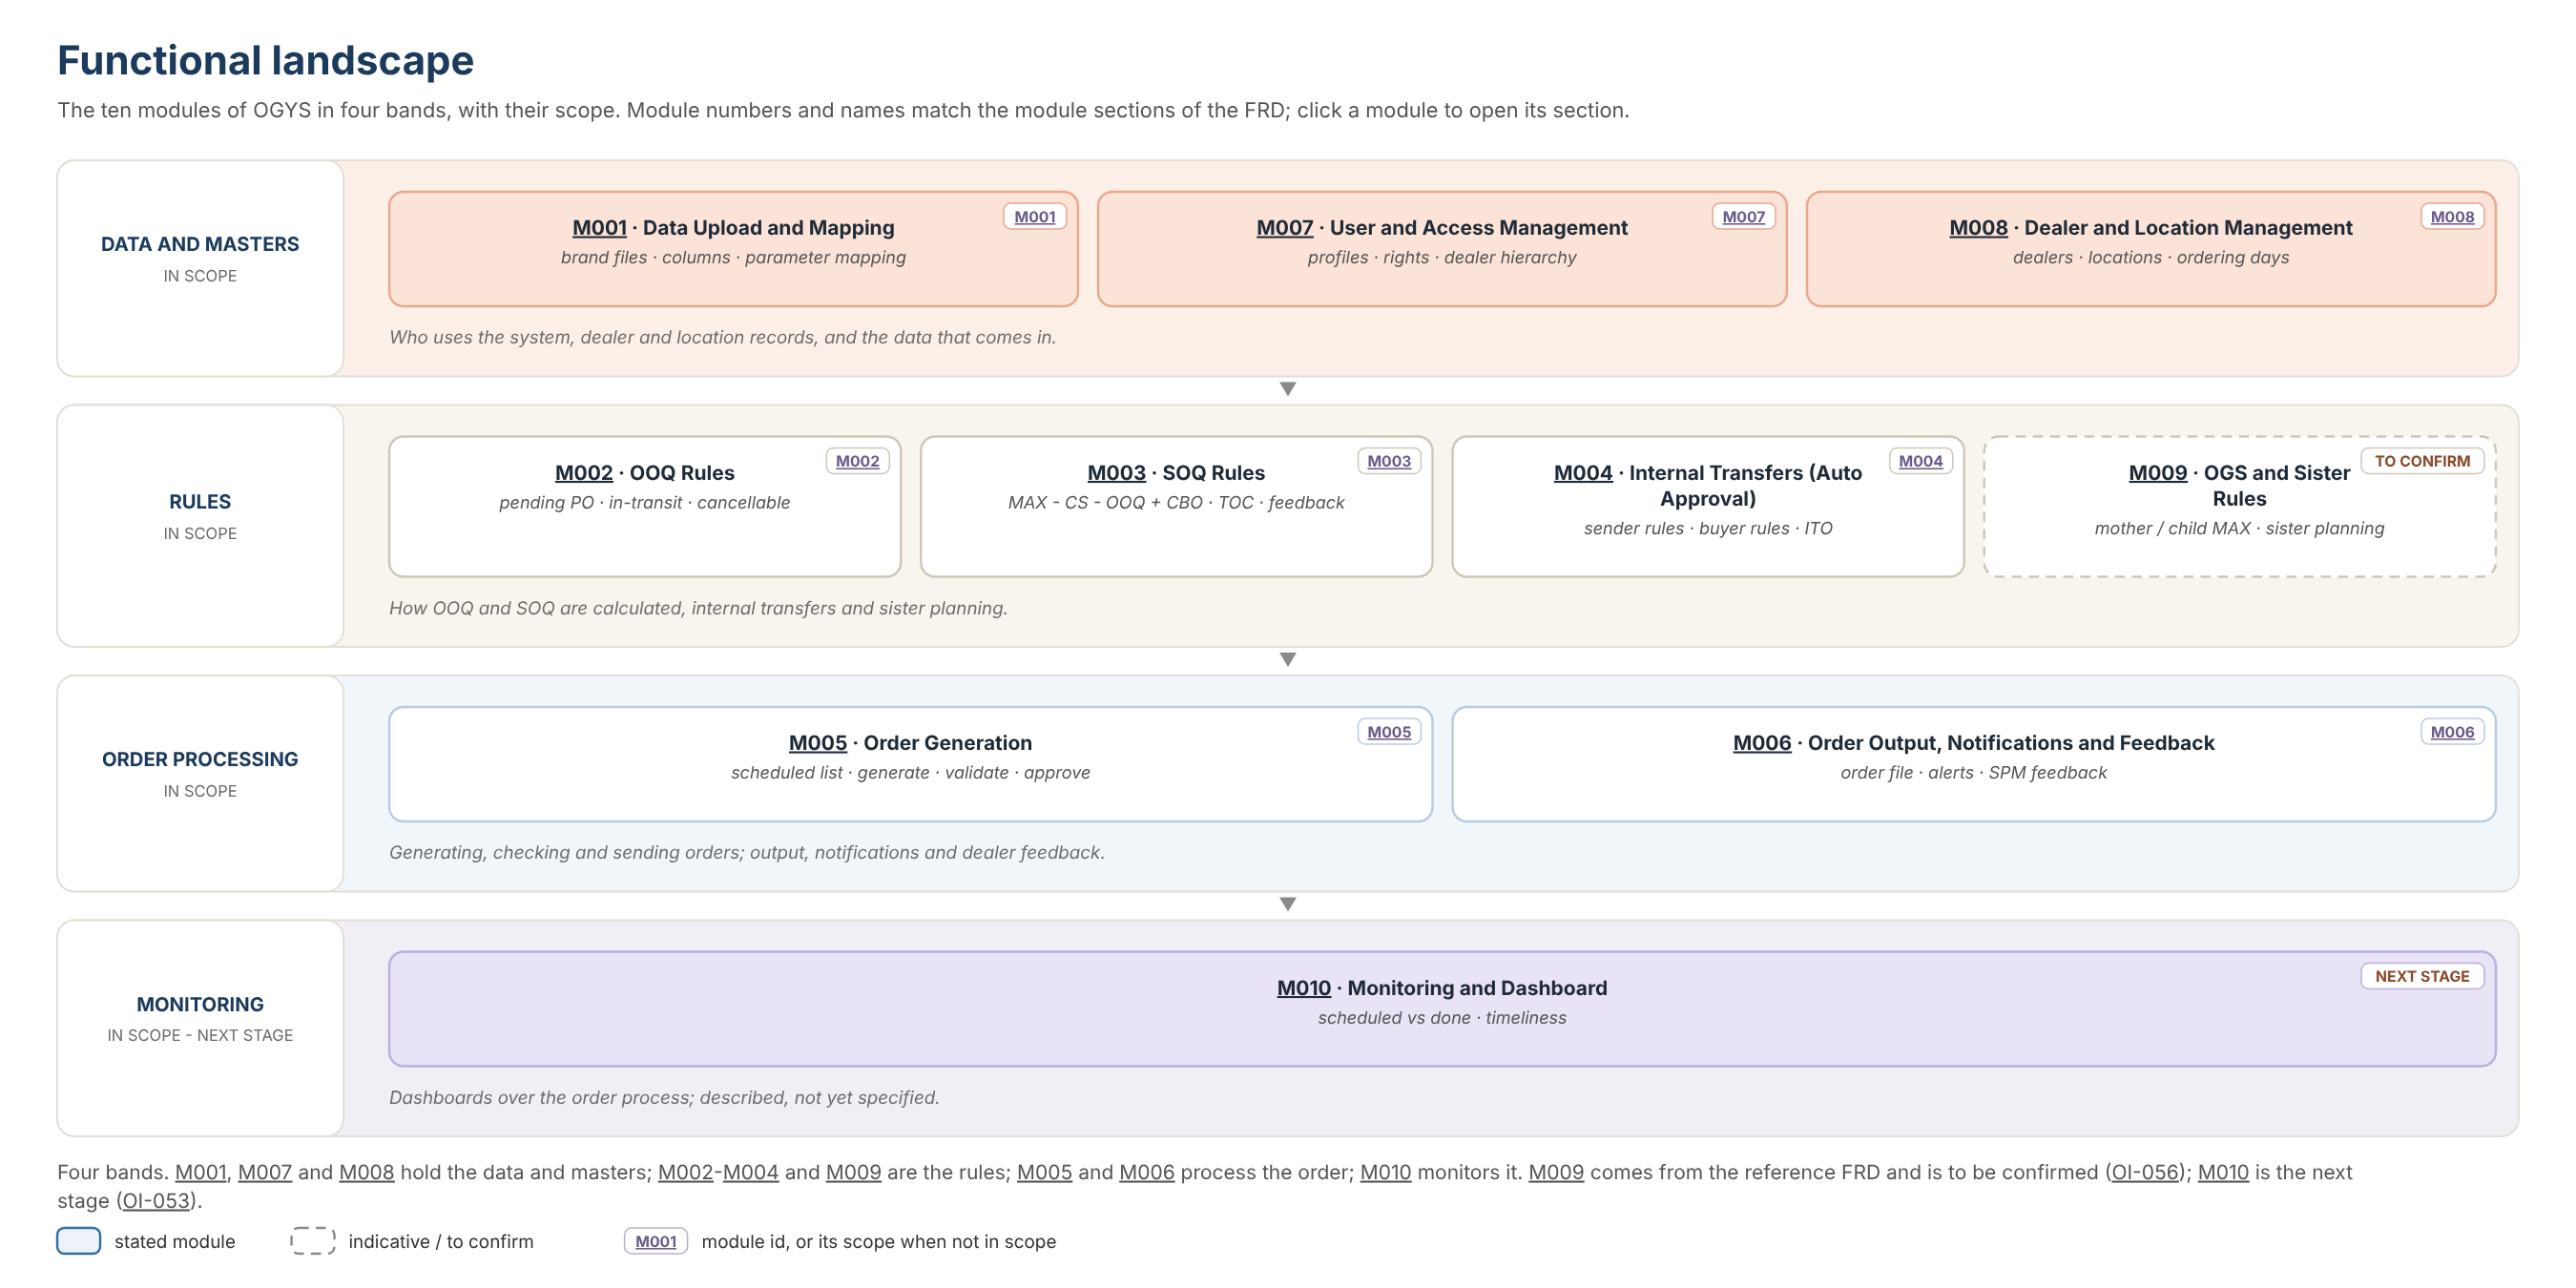 Functional landscape
The ten modules of OGYS in four bands, with their scope. Module numbers and names match the module sections of the FRD; click a module to open its section.
DATA AND MASTERS
IN SCOPE
M001 · Data Upload and Mapping
M001
brand files · columns · parameter mapping
M007 · User and Access Management
M007
profiles · rights · dealer hierarchy
M008 · Dealer and Location Management
M008
dealers · locations · ordering days
Who uses the system, dealer and location records, and the data that comes in.
RULES
IN SCOPE
M002 · OOQ Rules
M002
pending PO · in-transit · cancellable
M003 · SOQ Rules
M003
MAX - CS - OOQ + CBO · TOC · feedback
M004 · Internal Transfers (Auto
Approval)
M004
sender rules · buyer rules · ITO
M009 · OGS and Sister
Rules
TO CONFIRM
mother / child MAX · sister planning
How OOQ and SOQ are calculated, internal transfers and sister planning.
ORDER PROCESSING
IN SCOPE
M005 · Order Generation
M005
scheduled list · generate · validate · approve
M006 · Order Output, Notifications and Feedback
M006
order file · alerts · SPM feedback
Generating, checking and sending orders; output, notifications and dealer feedback.
MONITORING
IN SCOPE - NEXT STAGE
M010 · Monitoring and Dashboard
NEXT STAGE
scheduled vs done · timeliness
Dashboards over the order process; described, not yet specified.
Four bands. M001, M007 and M008 hold the data and masters; M002-M004 and M009 are the rules; M005 and M006 process the order; M010 monitors it. M009 comes from the reference FRD and is to be confirmed (OI-056); M010 is the next
stage (OI-053).
stated module
indicative / to confirm
M001
module id, or its scope when not in scope